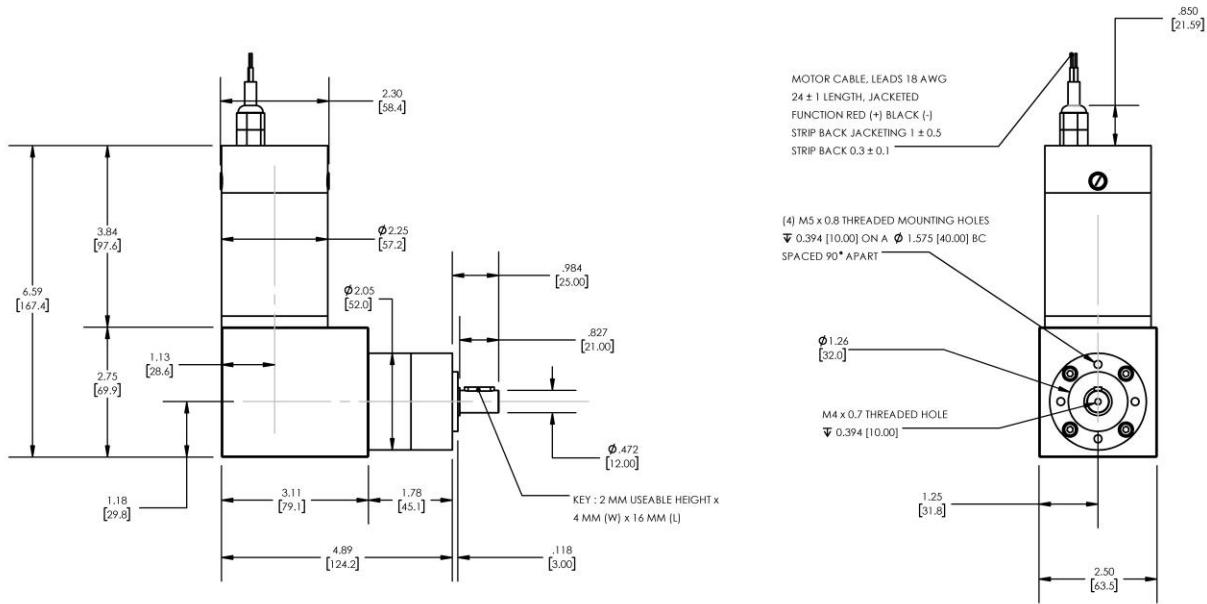 .850
[21.59]
2.30
[58.4]
MOTOR CABLE, LEADS 18 AWG
24 ± 1 LENGTH, JACKETED
FUNCTION RED (+) BLACK (-)
STRIP BACK JACKETING 1 ± 0.5
STRIP BACK 0.3 ± 0.1
3.84
[97.6]
Ø2.25
[57.2]
(4) M5 x 0.8 THREADED MOUNTING HOLES
↧ 0.394 [10.00] ON A Ø 1.575 [40.00] BC
SPACED 90° APART
.984
[25.00]
6.59
[167.4]
Ø2.05
[52.0]
.827
[21.00]
1.13
[28.6]
2.75
[69.9]
Ø1.26
[32.0]
M4 x 0.7 THREADED HOLE
↧ 0.394 [10.00]
Ø.472
[12.00]
1.18
[29.8]
3.11
[79.1]
1.78
[45.1]
KEY : 2 MM USEABLE HEIGHT x
4 MM (W) x 16 MM (L)
1.25
[31.8]
4.89
[124.2]
.118
[3.00]
2.50
[63.5]